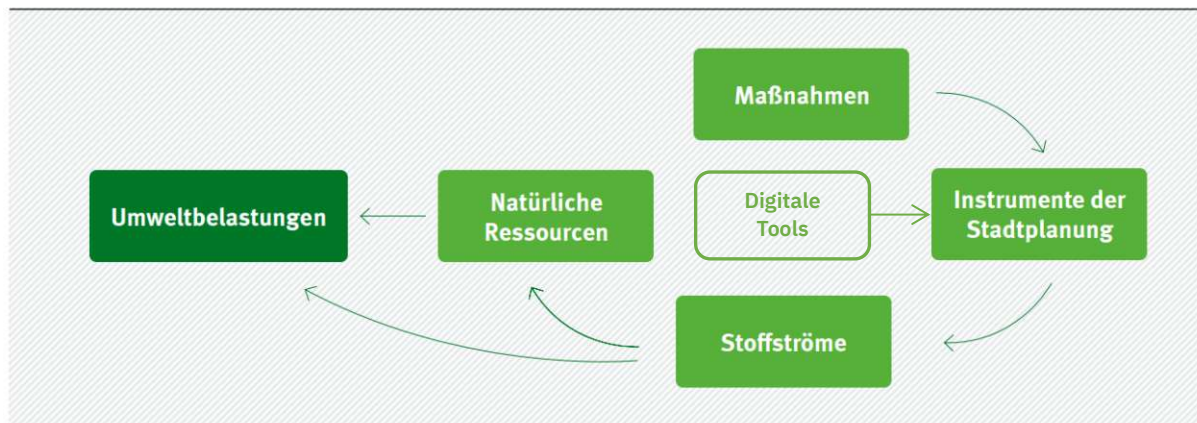 Maßnahmen
Umweltbelastungen
Natürliche
Ressourcen
Digitale
Tools
Instrumente der
Stadtplanung
Stoffströme